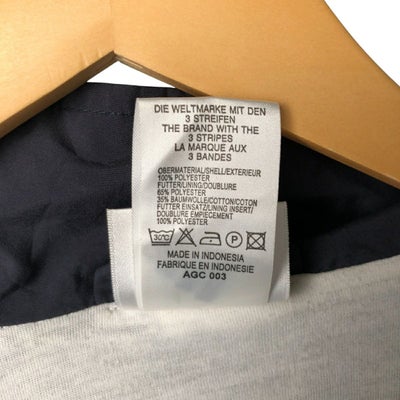 DIE WELTMARKE MIT DEN
3 STREIFEN
THE BRAND WITH THE
3 STRIPES
LA MARQUE AUX
3 BANDES
OBERMATERIAL/SHELL/EXTERIEUR
100% POLYESTER
FUTTER/LINING/DOUBLURE
65% POLYESTER
35% BAUMWOLLE/COTTON/COTON
FUTTER EINSATZ/LINING INSERT/
DOUBLURE EMPIECEMENT
100% POLYESTER
30°C P
MADE IN INDONESIA
FABRIQUE EN INDONESIE
AGC 003